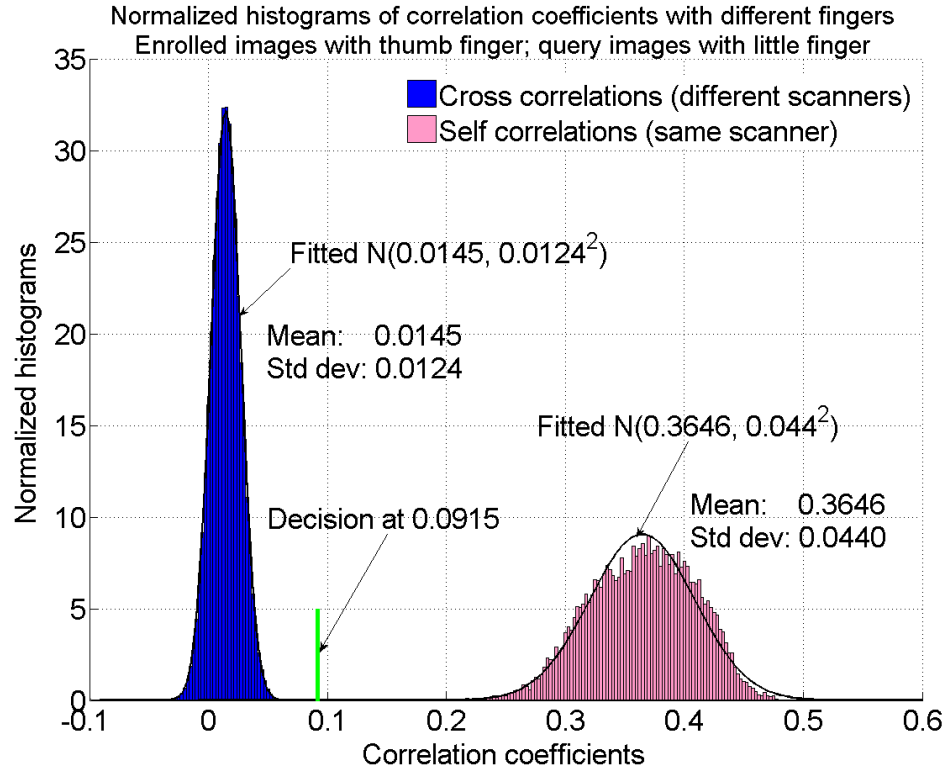 Normalized histograms of correlation coefficients with different fingers
Enrolled images with thumb finger; query images with little finger
35
30
25
20
15
10
5
0
Normalized histograms
Cross correlations (different scanners)
Self correlations (same scanner)
Fitted N(0.0145, 0.0124²)
Mean: 0.0145
Std dev: 0.0124
Fitted N(0.3646, 0.044²)
Mean: 0.3646
Std dev: 0.0440
Decision at 0.0915
-0.1 0 0.1 0.2 0.3 0.4 0.5 0.6
Correlation coefficients